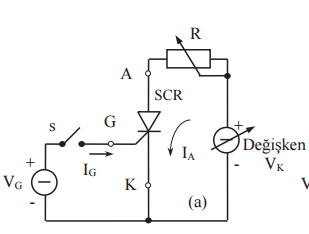 R
A
SCR
S
G
+
Değişken
I_G
I_A
-
V_K
+
V_G
K
-
(a)
V